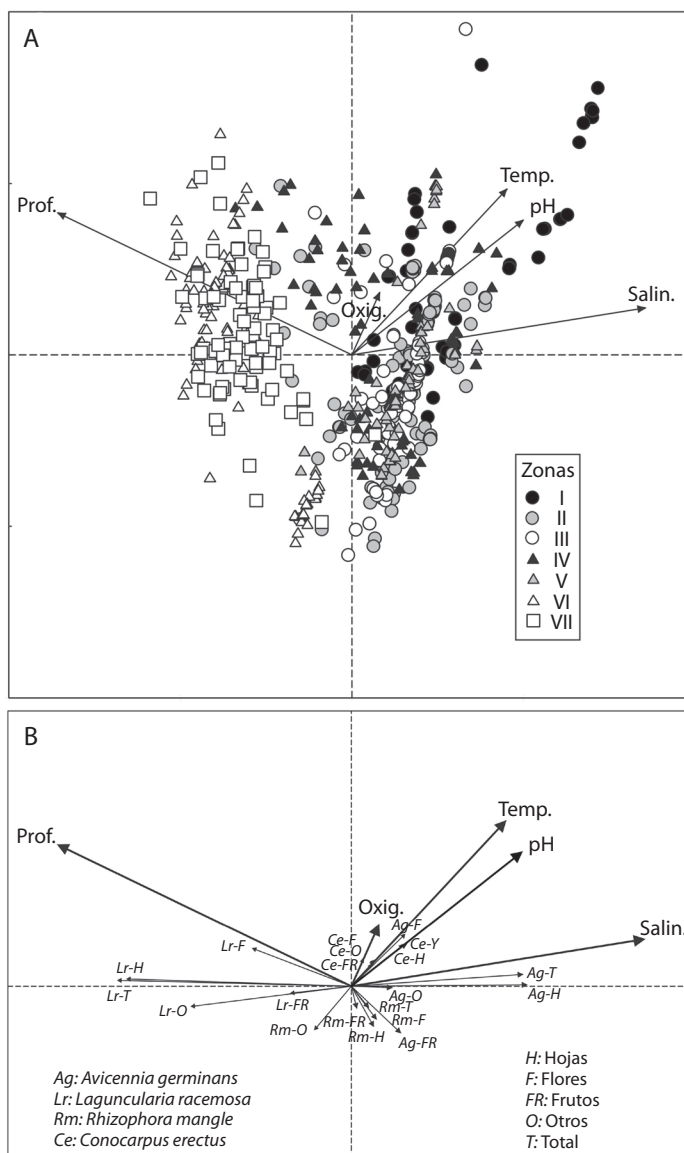 A
Prof.
Temp.
pH
Oxig.
Salin.
Zonas
I
II
III
IV
V
VI
VII
B
Prof.
Temp.
pH
Oxig.
Salin.
Ag-F
Ce-F
Ce-O
Ce-Y
Ce-FR
Ce-H
Lr-F
Lr-H
Lr-T
Lr-O
Lr-FR
Ag-T
Ag-H
Ag-O
Rm-T
Rm-FR
Rm-F
Rm-O
Rm-H
Ag-FR
Ag: Avicennia germinans
Lr: Laguncularia racemosa
Rm: Rhizophora mangle
Ce: Conocarpus erectus
H: Hojas
F: Flores
FR: Frutos
O: Otros
T: Total